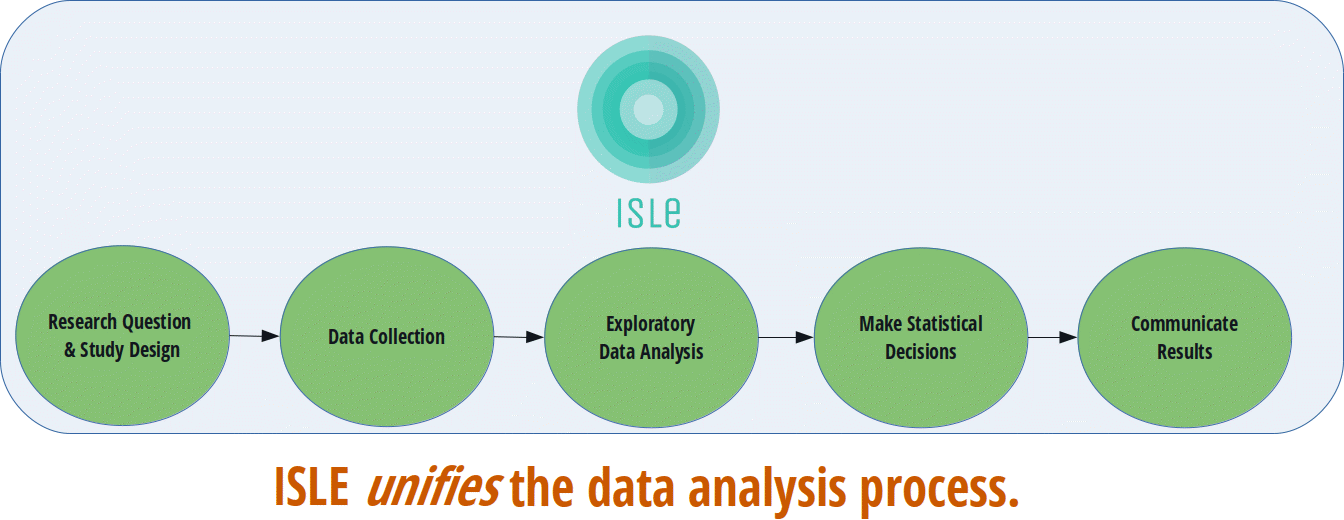 ISLE
Research Question
& Study Design
Data Collection
Exploratory
Data Analysis
Make Statistical
Decisions
Communicate
Results
ISLE unifies the data analysis process.